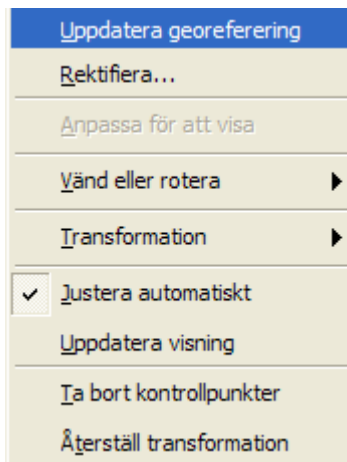 Uppdatera georeferering
Rektifiera...
Anpassa för att visa
Vänd eller rotera
Transformation
Justera automatiskt
Uppdatera visning
Ta bort kontrollpunkter
Återställ transformation